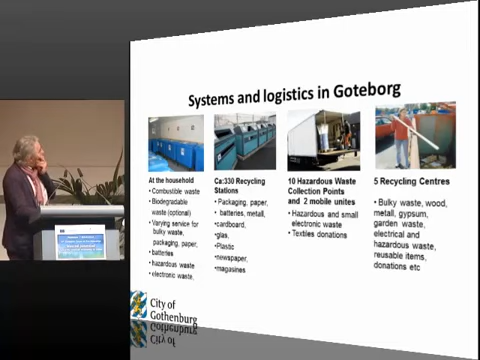 Systems and logistics in Goteborg
At the household
• Combustible waste
• Biodegradable
waste (optional)
• Varying service for
bulky waste,
packaging, paper,
• batteries
• hazardous waste
• electronic waste,
Ca:330 Recycling
Stations
• Packaging, paper,
• batteries, metal,
• cardboard,
• glas,
• Plastic
• newspaper,
• magasines
10 Hazardous Waste
Collection Points
and 2 mobile unites
• Hazardous and small
electronic waste
• Textiles donations
5 Recycling Centres
• Bulky waste, wood,
metal, gypsum,
garden waste,
electrical and
hazardous waste,
reusable items,
donations etc
City of
Gothenburg